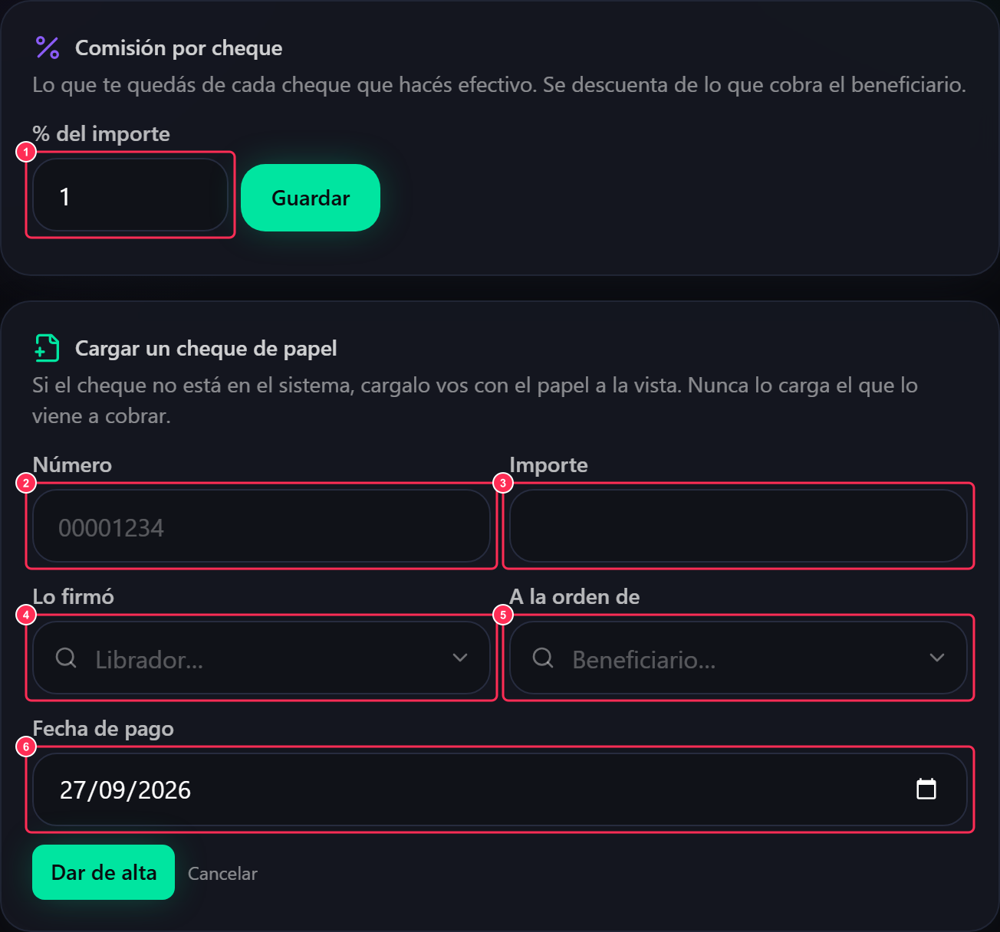 Comisión por cheque
Lo que te quedás de cada cheque que hacés efectivo. Se descuenta de lo que cobra el beneficiario.
% del importe
1
1
Guardar
Cargar un cheque de papel
Si el cheque no está en el sistema, cargalo vos con el papel a la vista. Nunca lo carga el que lo
viene a cobrar.
Número
Importe
2
3
00001234
Lo firmó
A la orden de
4
5
Librador...
Beneficiario...
Fecha de pago
6
27/09/2026
Dar de alta
Cancelar